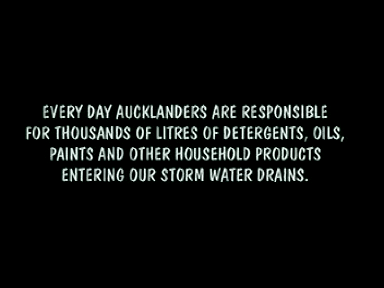 EVERY DAY AUCKLANDERS ARE RESPONSIBLE
FOR THOUSANDS OF LITRES OF DETERGENTS, OILS,
PAINTS AND OTHER HOUSEHOLD PRODUCTS
ENTERING OUR STORM WATER DRAINS.